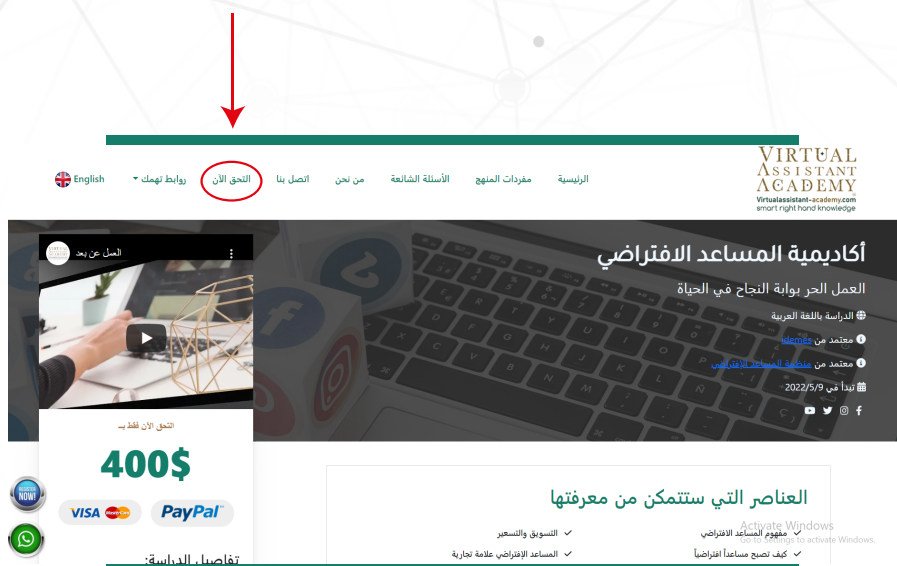 VIRTUAL
ASSISTANT
ACADEMY
Virtualassistant-academy.com
smart right hand knowledge
الرئيسية
مفردات المنهج
الأسئلة الشائعة
من نحن
اتصل بنا
التحق الآن
روابط تهمك
English
أكاديمية المساعد الافتراضي
العمل الحر بوابة النجاح في الحياة
الدراسة باللغة العربية
معتمد من idemes
معتمد من منظمة المساعد الإفتراضي
تبدأ في 2022/5/9
العمل عن بعد
التحق الآن فقط بــ
400$
VISA MasterCard PayPal
تفاصيل الدراسة:
REGISTER
NOW!
العناصر التي ستتمكن من معرفتها
مفهوم المساعد الافتراضي
التسويق والتسعير
كيف تصبح مساعداً افتراضياً
المساعد الإفتراضي علامة تجارية
Activate Windows
Go to Settings to activate Windows.